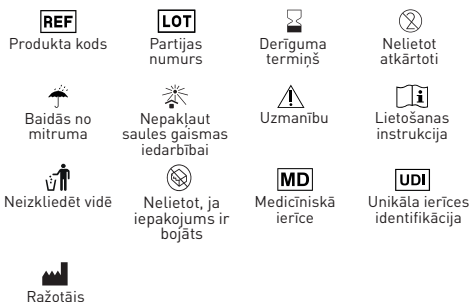 REF
LOT
Produkta kods
Partijas
numurs
Derīguma
termiņš
Nelietot
atkārtoti
2
Baidās no
mitruma
Nepakļaut
saules gaismas
iedarbībai
Uzmanību
Lietošanas
instrukcija
i
Neizkliedēt vidē
Nelietot, ja
iepakojums ir
bojāts
MD
Medicīniskā
ierīce
UDI
Unikāla ierīces
identifikācija
Ražotājs